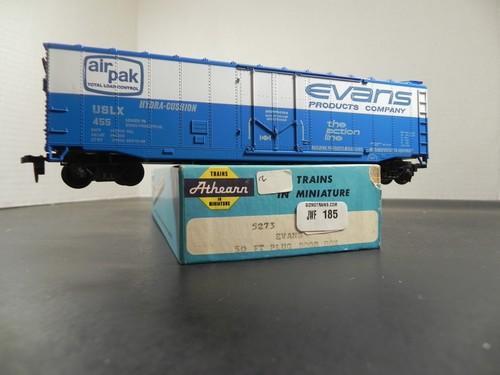 air
pak
TOTAL LOAD CONTROL
USLX
455
HYDRA-CUSHION
Evans
PRODUCTS COMPANY
the
action
line
TRAINS
Athearn
IN
MINIATURE
TRAINS
IN MINIATURE
JWF 185
5273
EVANS
50 FT PLUG DOOR BOX